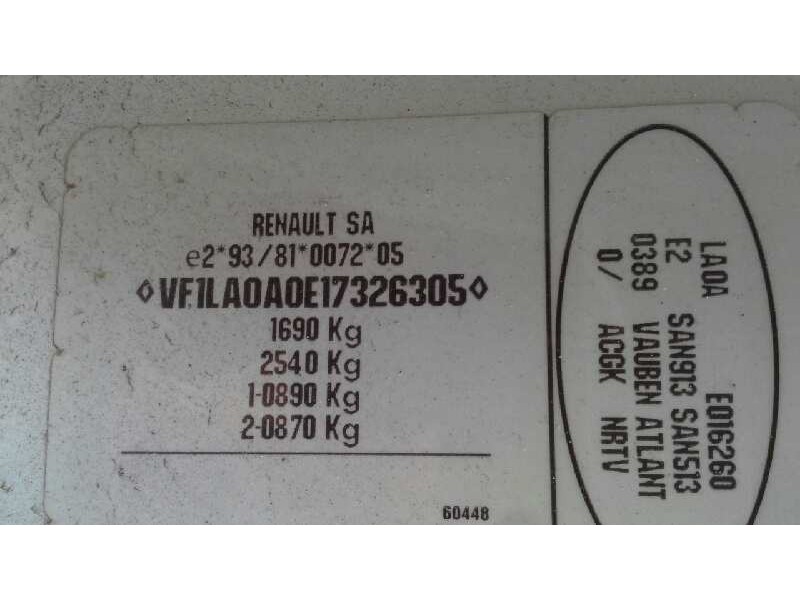 RENAULT SA
e2*93/81*0072*05
◊VF1LA0A0E17326305◊
1690 Kg
2540 Kg
1-0890 Kg
2-0870 Kg
60448
LA0A E016260
E2 SAN913 SAN513
0389 VAUBEN ATLANT
0/ ACGK NRTV